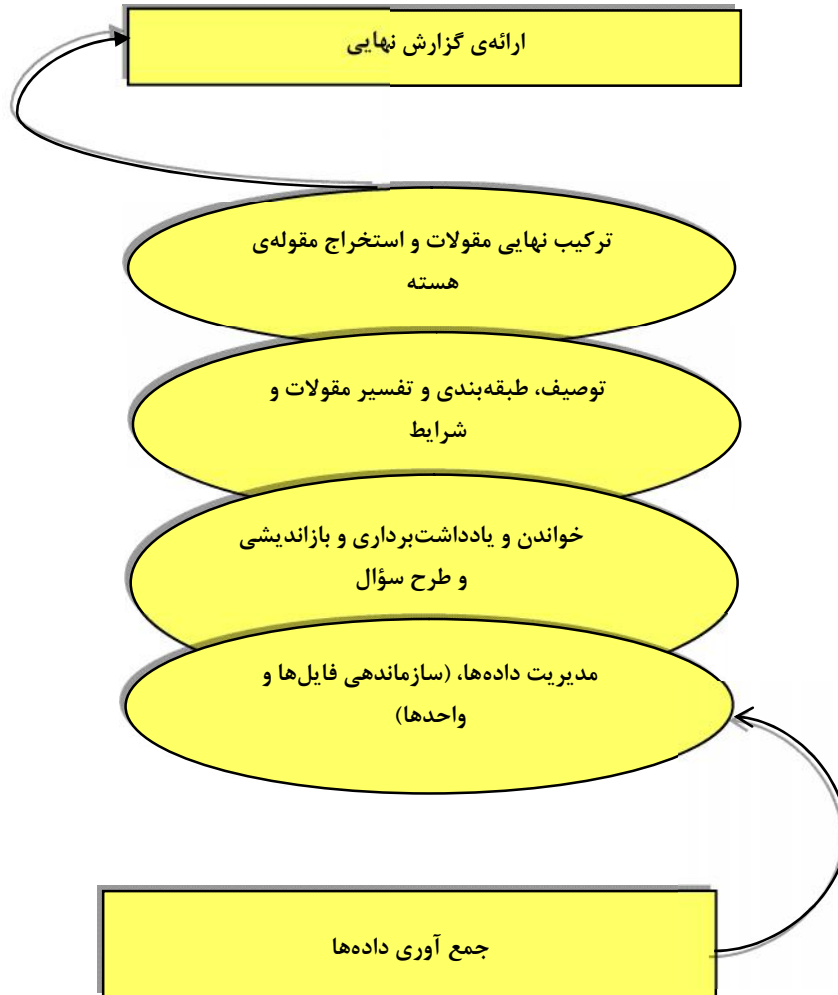 ارائه‌ی گزارش نهایی
ترکیب نهایی مقولات و استخراج مقوله‌ی
هسته
توصیف، طبقه‌بندی و تفسیر مقولات و
شرایط
خواندن و یادداشت‌برداری و بازاندیشی
و طرح سؤال
مدیریت داده‌ها، (سازماندهی فایل‌ها و
واحدها)
جمع آوری داده‌ها